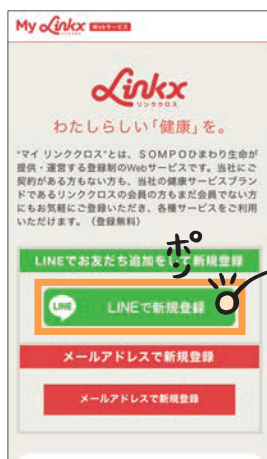 My Linkx Webサービス
Linkx
リンククロス
わたしらしい「健康」を。
“マイ リンククロス”とは、SOMPOひまわり生命が
提供・運営する登録制のWebサービスです。当社にご
契約がある方もない方も、当社の健康サービスブラン
ドであるリンククロスの会員の方もまだ会員でない方
にもお気軽にご登録いただき、各種サービスをご利用
いただけます。（登録無料）
ポッ
LINEでお友だち追加をして新規登録
LINE LINEで新規登録
メールアドレスで新規登録
メールアドレスで新規登録